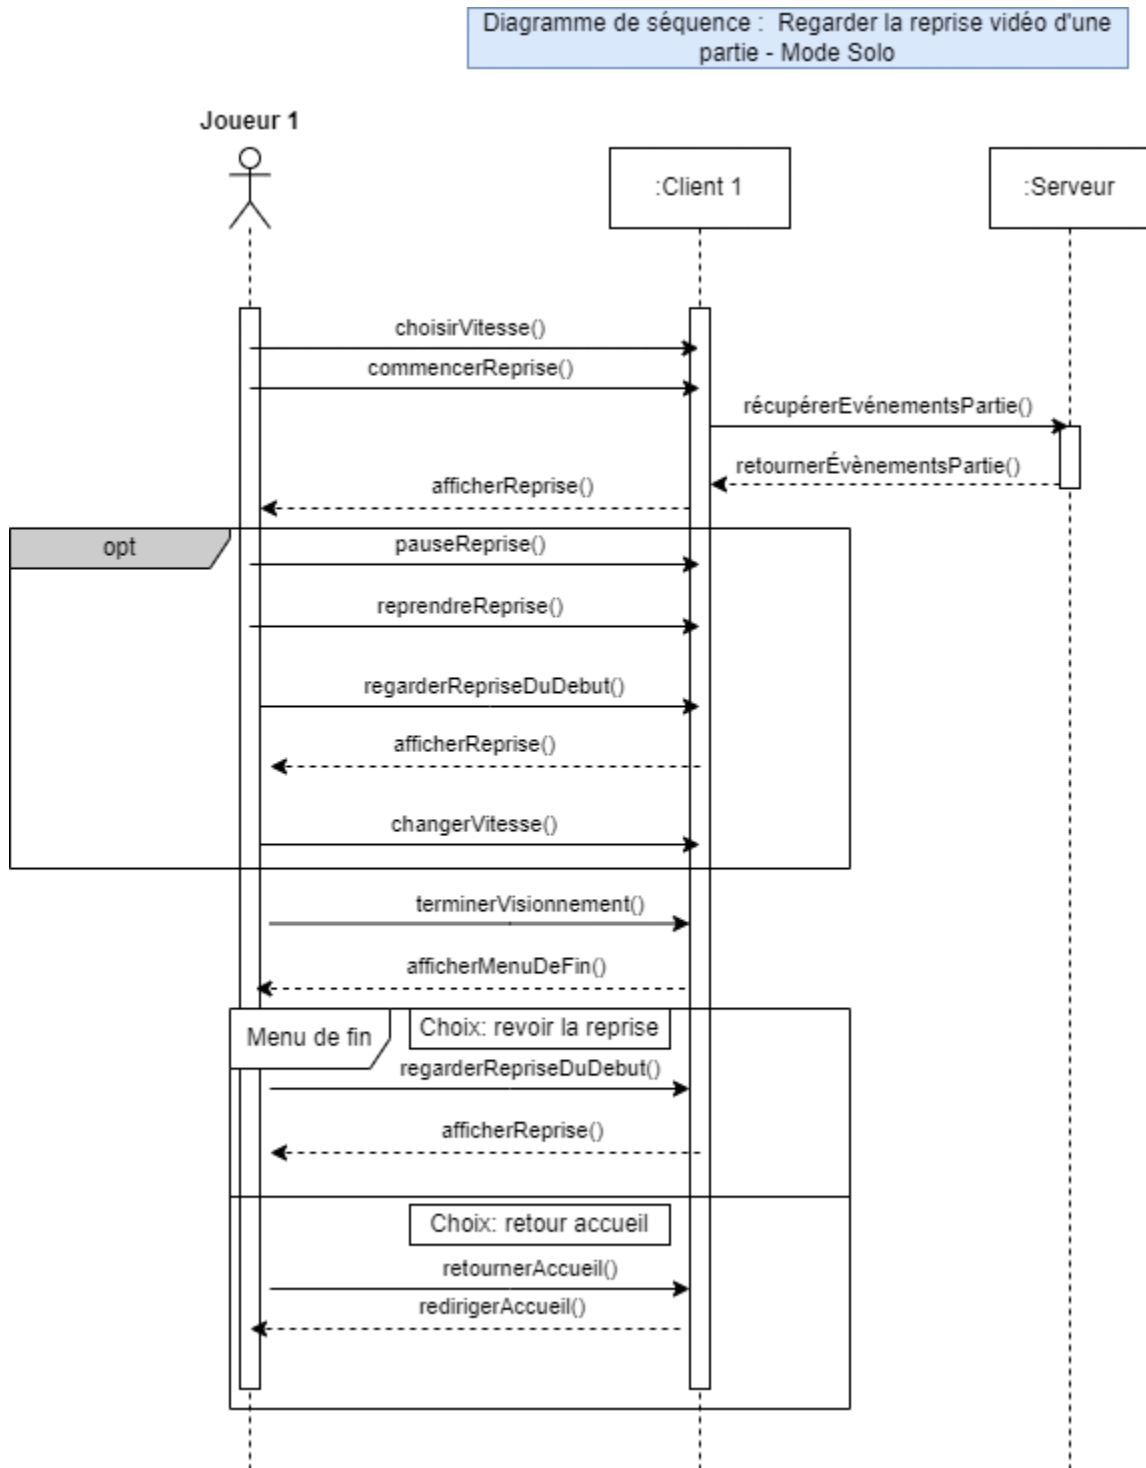 Diagramme de séquence :  Regarder la reprise vidéo d'une
partie - Mode Solo
Joueur 1
:Client 1
:Serveur
choisirVitesse()
commencerReprise()
récupérerEvénementsPartie()
retournerÉvènementsPartie()
afficherReprise()
opt
pauseReprise()
reprendreReprise()
regarderRepriseDuDebut()
afficherReprise()
changerVitesse()
terminerVisionnement()
afficherMenuDeFin()
Menu de fin
Choix: revoir la reprise
regarderRepriseDuDebut()
afficherReprise()
Choix: retour accueil
retournerAccueil()
redirigerAccueil()